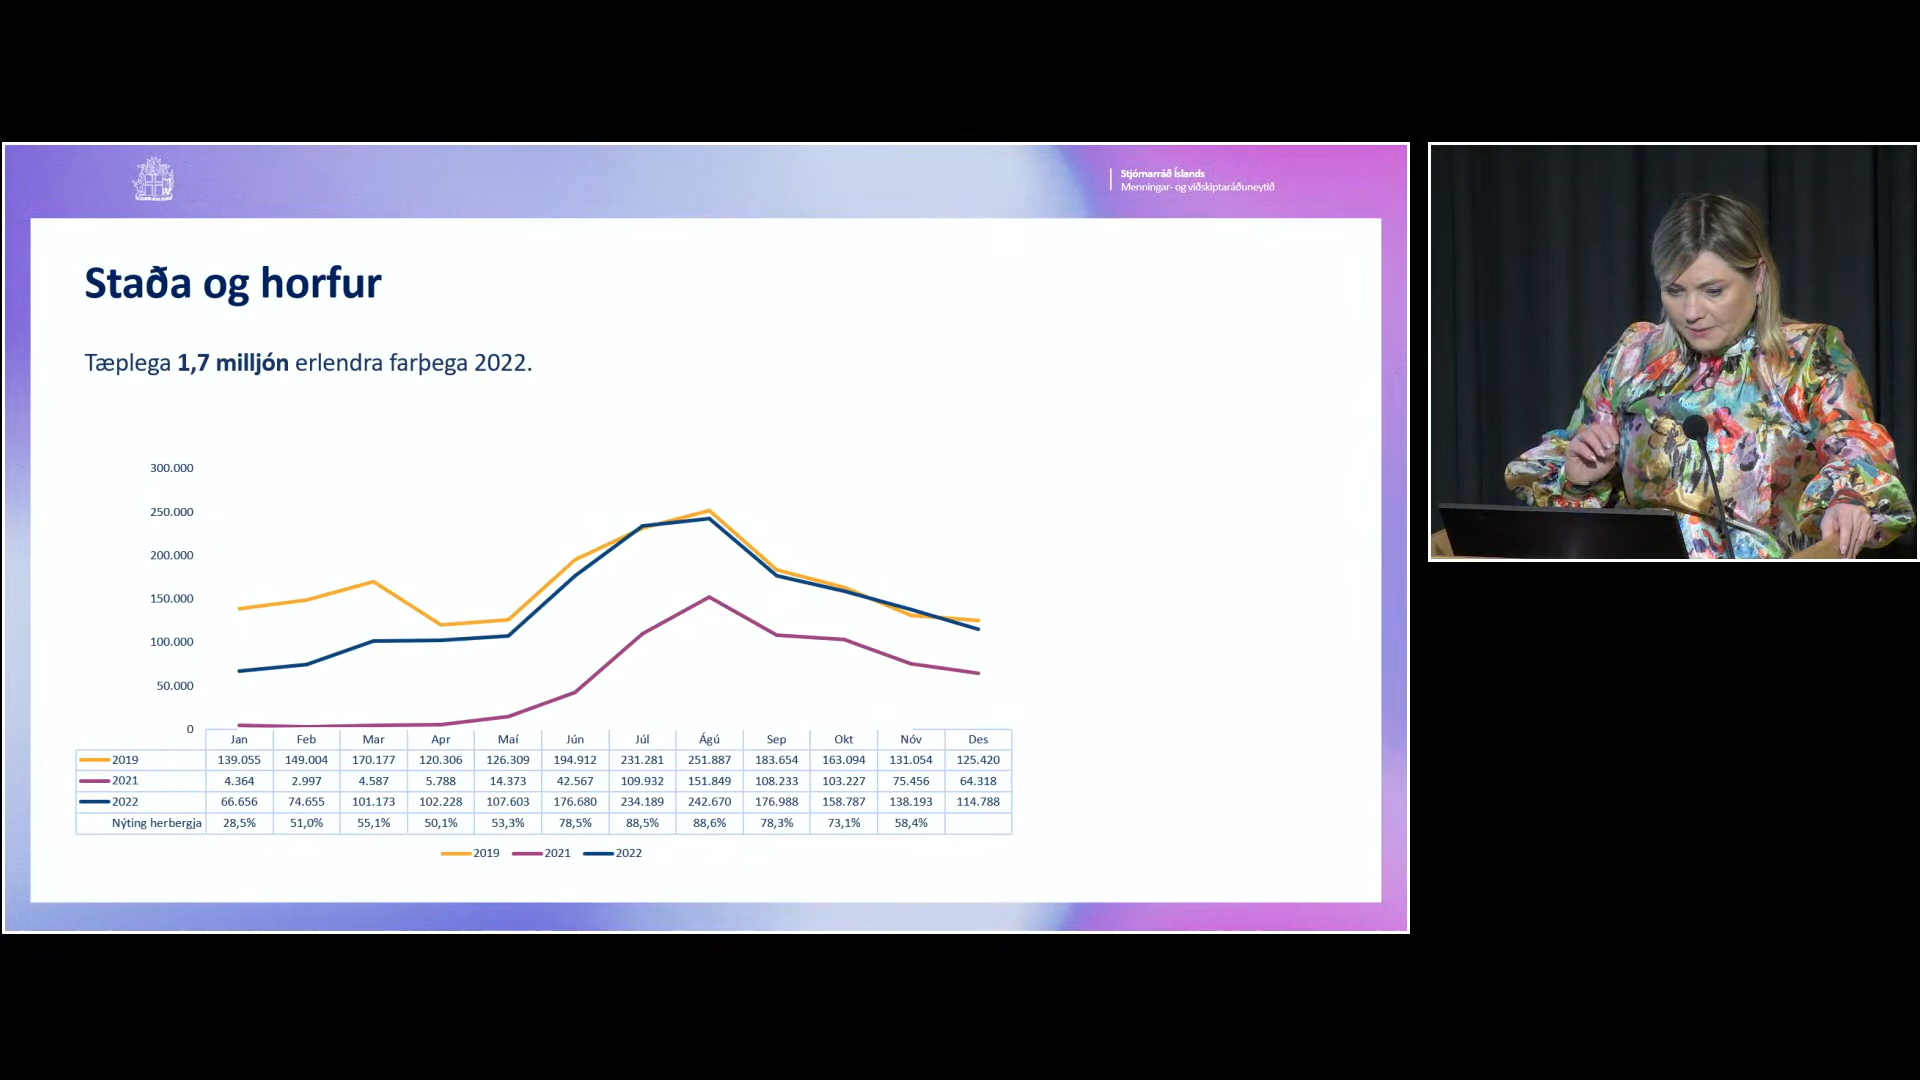 Stjórnarráð Íslands
Menningar- og viðskiptaráðuneytið
Staða og horfur
Tæplega 1,7 milljón erlendra farþega 2022.
300.000
250.000
200.000
150.000
100.000
50.000
0
Jan Feb Mar Apr Maí Jún Júl Ágú Sep Okt Nóv Des
2019 139.055 149.004 170.177 120.306 126.309 194.912 231.281 251.887 183.654 163.094 131.054 125.420
2021 4.364 2.997 4.587 5.788 14.373 42.567 109.932 151.849 108.233 103.227 75.456 64.318
2022 66.656 74.655 101.173 102.228 107.603 176.680 234.189 242.670 176.988 158.787 138.193 114.788
Nýting herbergja 28,5% 51,0% 55,1% 50,1% 53,3% 78,5% 88,5% 88,6% 78,3% 73,1% 58,4%
2019 2021 2022